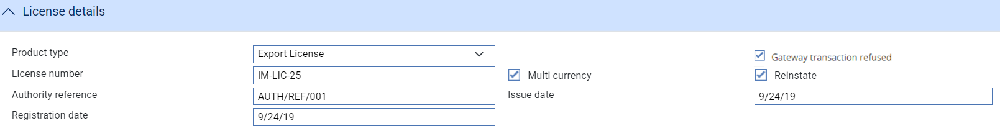 License details
Product type Export License Gateway transaction refused
License number IM-LIC-25 Multi currency Reinstate
Authority reference AUTH/REF/001 Issue date 9/24/19
Registration date 9/24/19